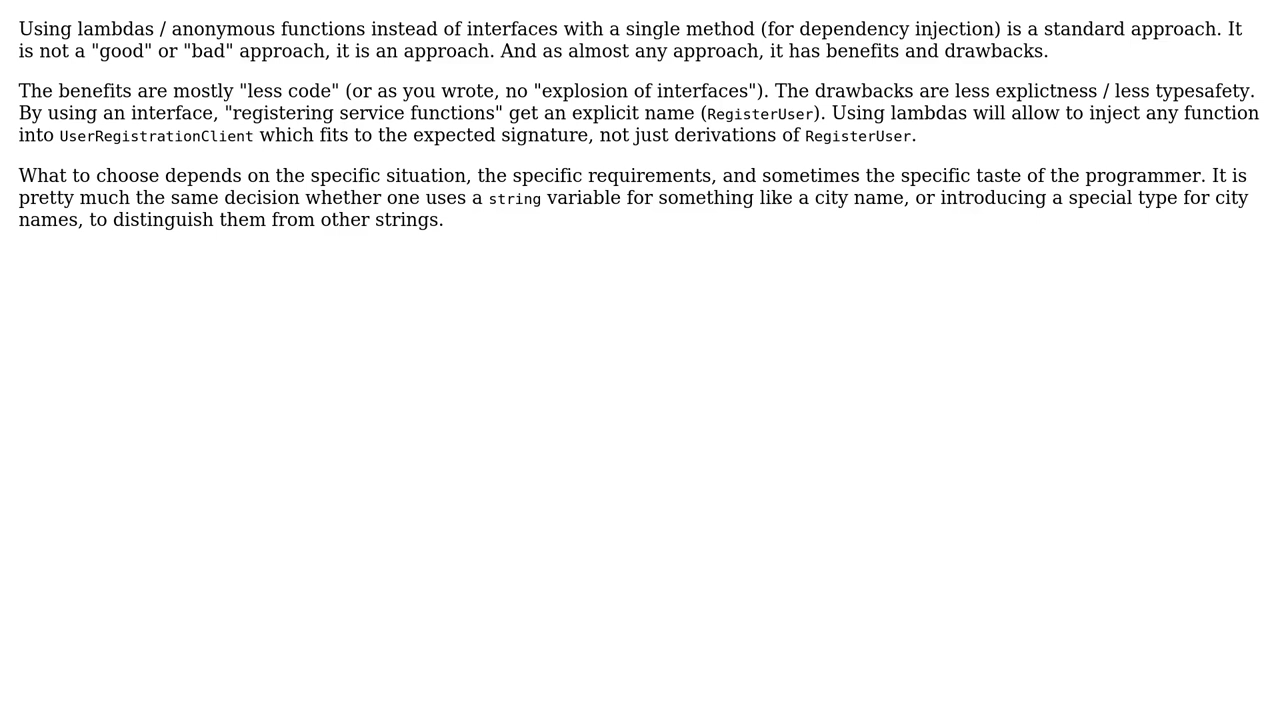 Using lambdas / anonymous functions instead of interfaces with a single method (for dependency injection) is a standard approach. It
is not a "good" or "bad" approach, it is an approach. And as almost any approach, it has benefits and drawbacks.
The benefits are mostly "less code" (or as you wrote, no "explosion of interfaces"). The drawbacks are less explictness / less typesafety.
By using an interface, "registering service functions" get an explicit name (RegisterUser). Using lambdas will allow to inject any function
into UserRegistrationClient which fits to the expected signature, not just derivations of RegisterUser.
What to choose depends on the specific situation, the specific requirements, and sometimes the specific taste of the programmer. It is
pretty much the same decision whether one uses a string variable for something like a city name, or introducing a special type for city
names, to distinguish them from other strings.